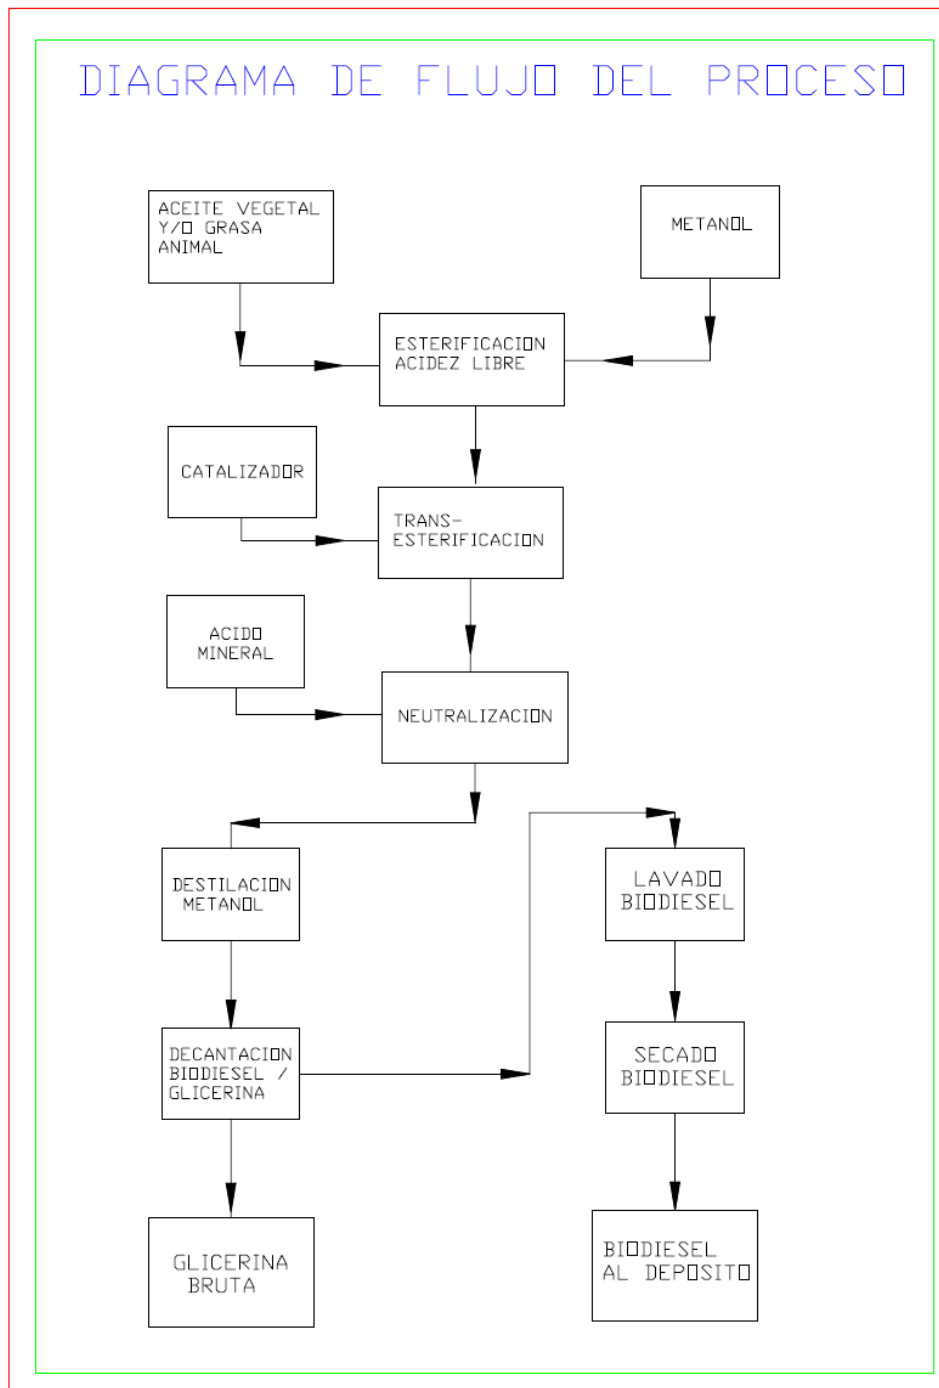 DIAGRAMA DE FLUJO DEL PROCESO
ACEITE VEGETAL
Y/O GRASA
ANIMAL
METANOL
ESTERIFICACION
ACIDEZ LIBRE
CATALIZADOR
TRANS-
ESTERIFICACION
ACIDO
MINERAL
NEUTRALIZACION
DESTILACION
METANOL
LAVADO
BIODIESEL
DECANTACION
BIODIESEL /
GLICERINA
SECADO
BIODIESEL
GLICERINA
BRUTA
BIODIESEL
AL DEPOSITO